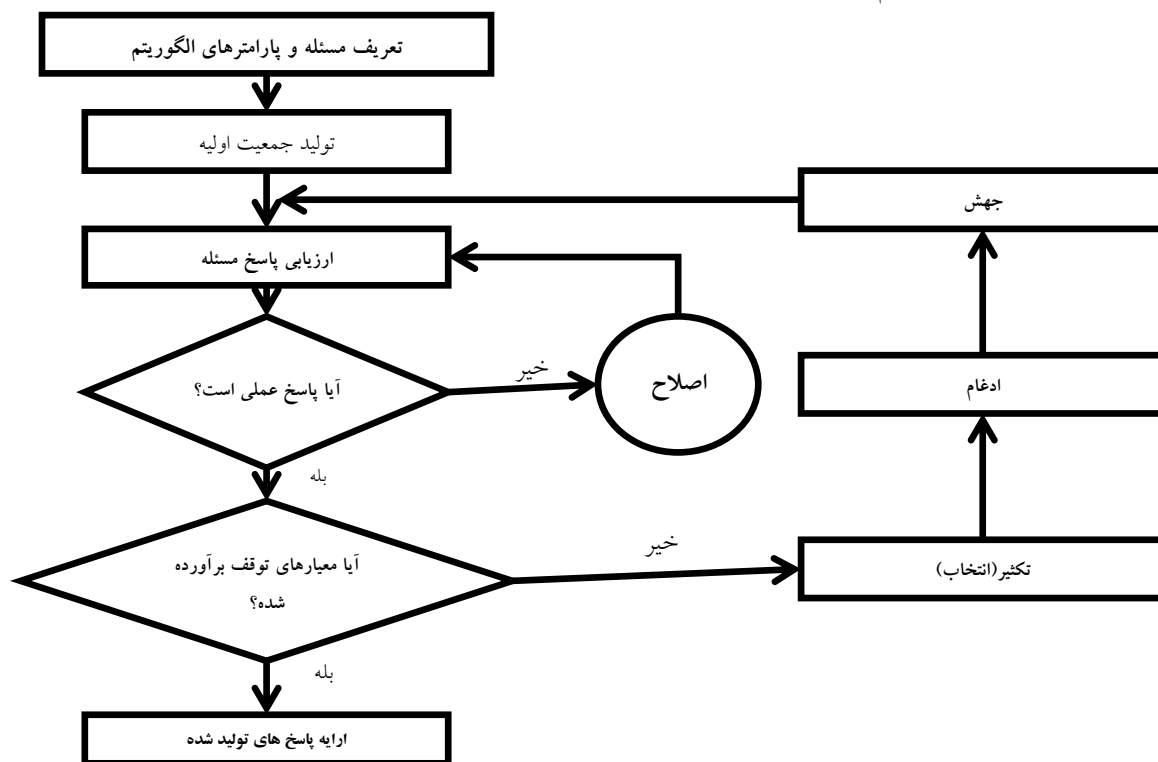 تعریف مسئله و پارامترهای الگوریتم
تولید جمعیت اولیه
جهش
ارزیابی پاسخ مسئله
خیر
آیا پاسخ عملی است؟
اصلاح
ادغام
بله
خیر
آیا معیارهای توقف برآورده
شده؟
تکثیر(انتخاب)
بله
ارایه پاسخ های تولید شده